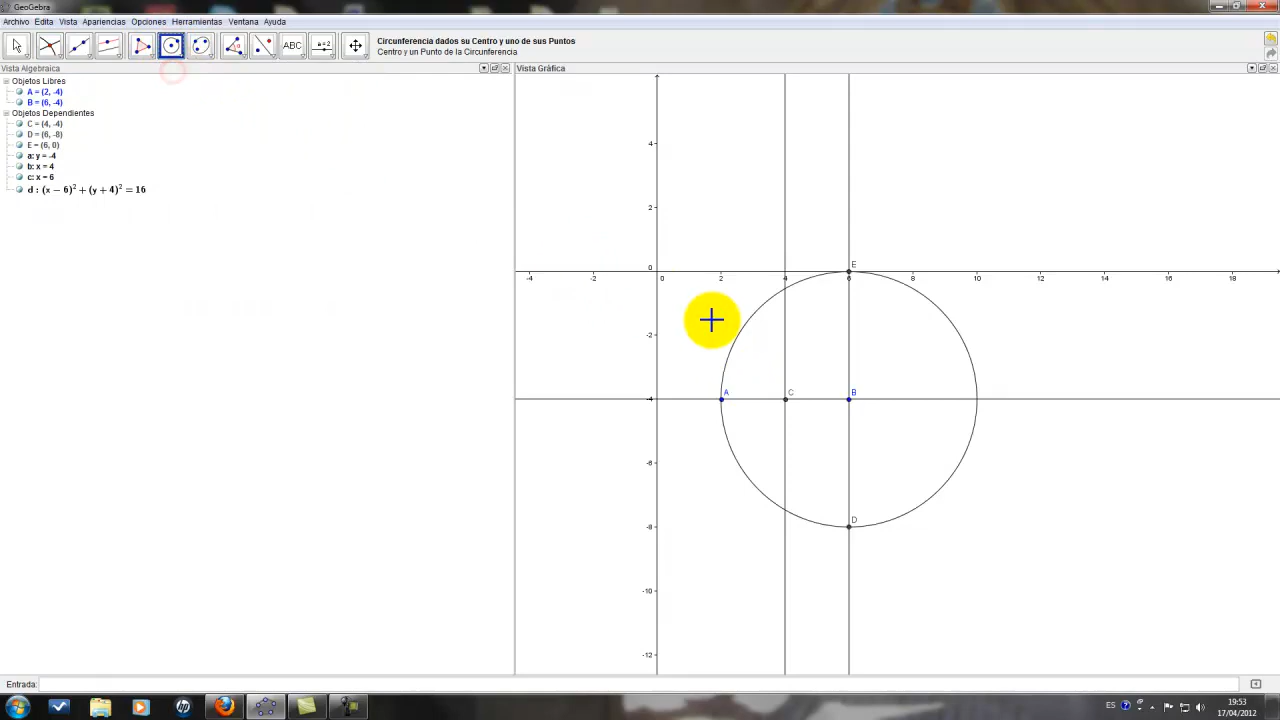 GeoGebra
Archivo Edita Vista Apariencias Opciones Herramientas Ventana Ayuda
ABC a=2 Circunferencia dados su Centro y uno de sus Puntos
Centro y un Punto de la Circunferencia
Vista Algebraica
Objetos Libres
A = (2, -4)
B = (6, -4)
Objetos Dependientes
C = (4, -4)
D = (6, -8)
E = (6, 0)
a: y = -4
b: x = 4
c: x = 6
d : (x − 6)² + (y + 4)² = 16
Vista Gráfica
4
2
0
E
-4 -2 0 2 4 6 8 10 12 14 16 18
-2
A C B
-4
-6
D
-8
-10
-12
Entrada:
ES
19:53
17/04/2012